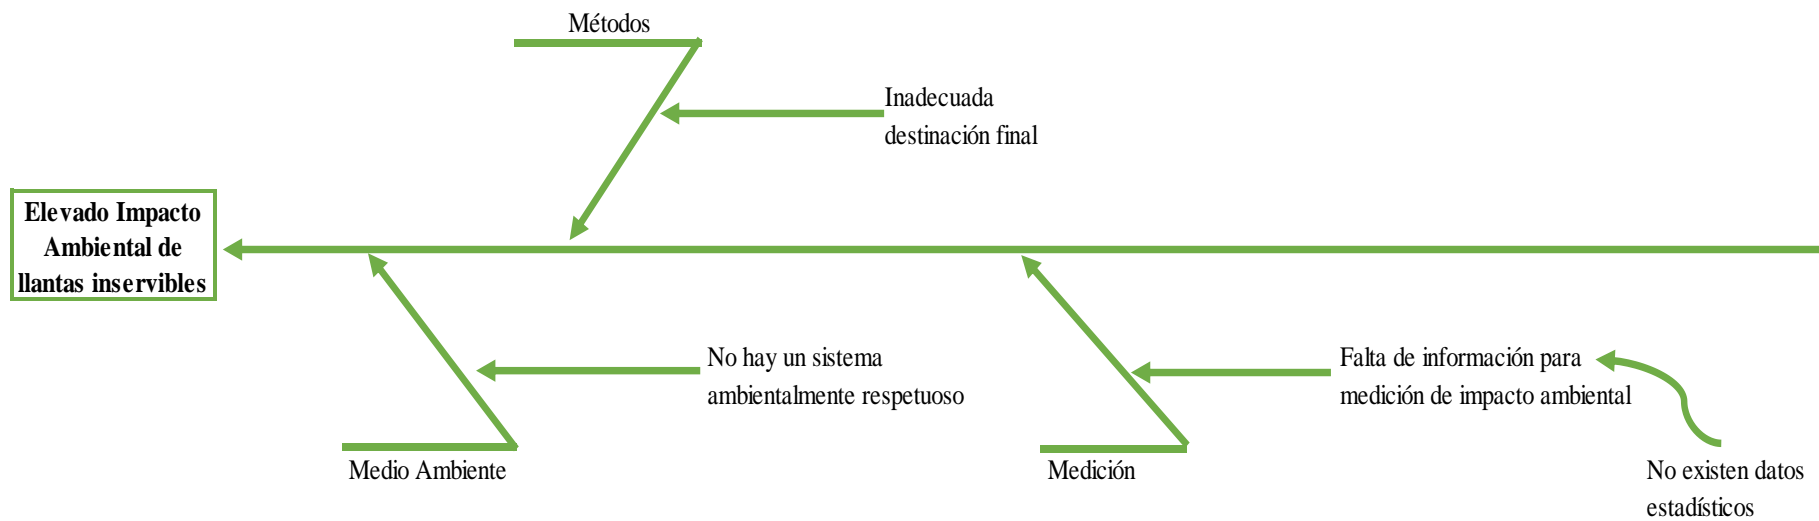 Métodos
Inadecuada
destinación final
Elevado Impacto
Ambiental de
llantas inservibles
No hay un sistema
ambientalmente respetuoso
Medio Ambiente
Falta de información para
medición de impacto ambiental
Medición
No existen datos
estadísticos